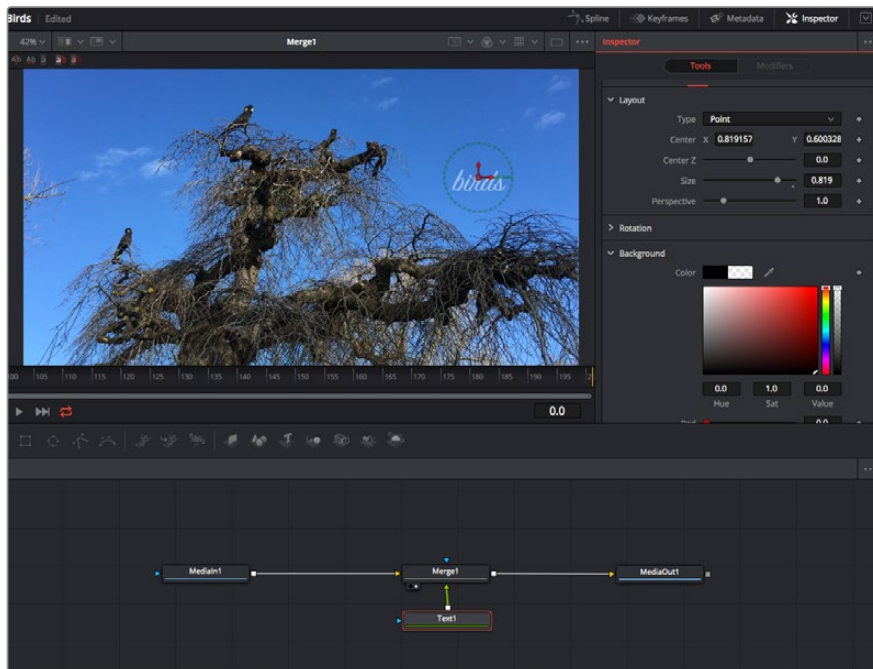 Birds Edited
Spline Keyframes Metadata Inspector
42% Merge1 Inspector
Tools Modifiers
Layout
Type Point
Center X 0.819157 Y 0.600328
Center Z 0.0
Size 0.819
Perspective 1.0
Rotation
Background
Color
birds
105 110 115 120 125 130 135 140 145 150 155 160 165 170 175 180 185 190 195
0.0
0.0 1.0 0.0
Hue Sat Value
MediaIn1 Merge1 MediaOut1
Text1